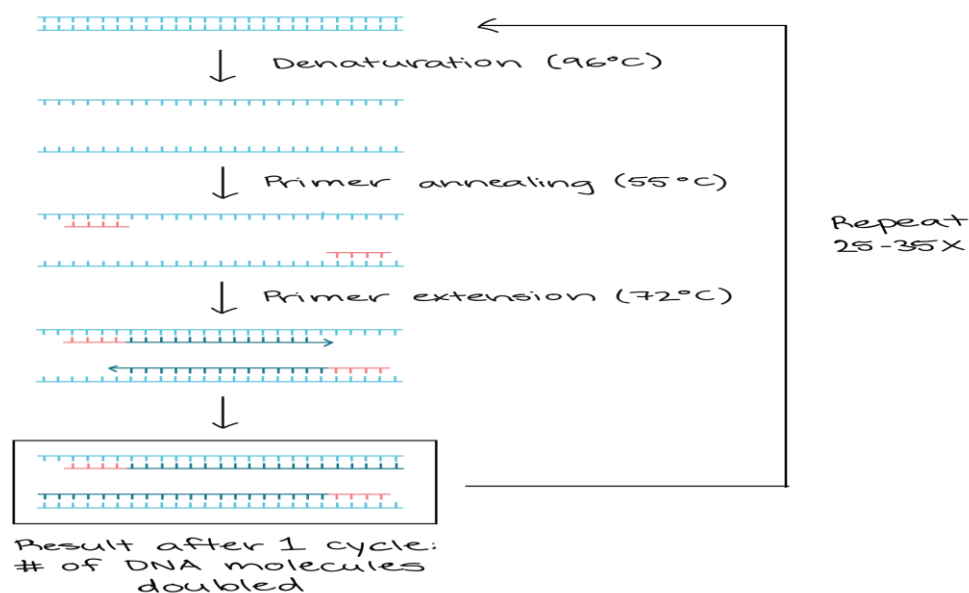 Denaturation (96°C)
Primer annealing (55°C)
Repeat
25-35X
Primer extension (72°C)
Result after 1 cycle:
# of DNA molecules
doubled